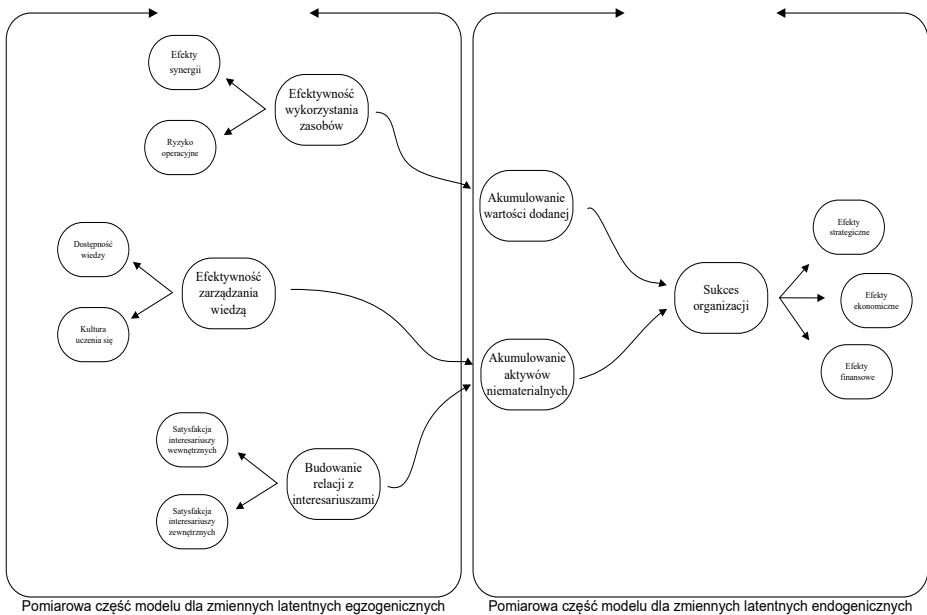 Efekty
synergii
Efektywność
wykorzystania
zasobów
Ryzyko
operacyjne
Dostępność
wiedzy
Efektywność
zarządzania
wiedzą
Kultura
uczenia się
Satysfakcja
interesariuszy
wewnętrznych
Budowanie
relacji z
interesariuszami
Satysfakcja
interesariuszy
zewnętrznych
Pomiarowa część modelu dla zmiennych latentnych egzogenicznych
Akumulowanie
wartości dodanej
Akumulowanie
aktywów
niematerialnych
Sukces
organizacji
Efekty
strategiczne
Efekty
ekonomiczne
Efekty
finansowe
Pomiarowa część modelu dla zmiennych latentnych endogenicznych